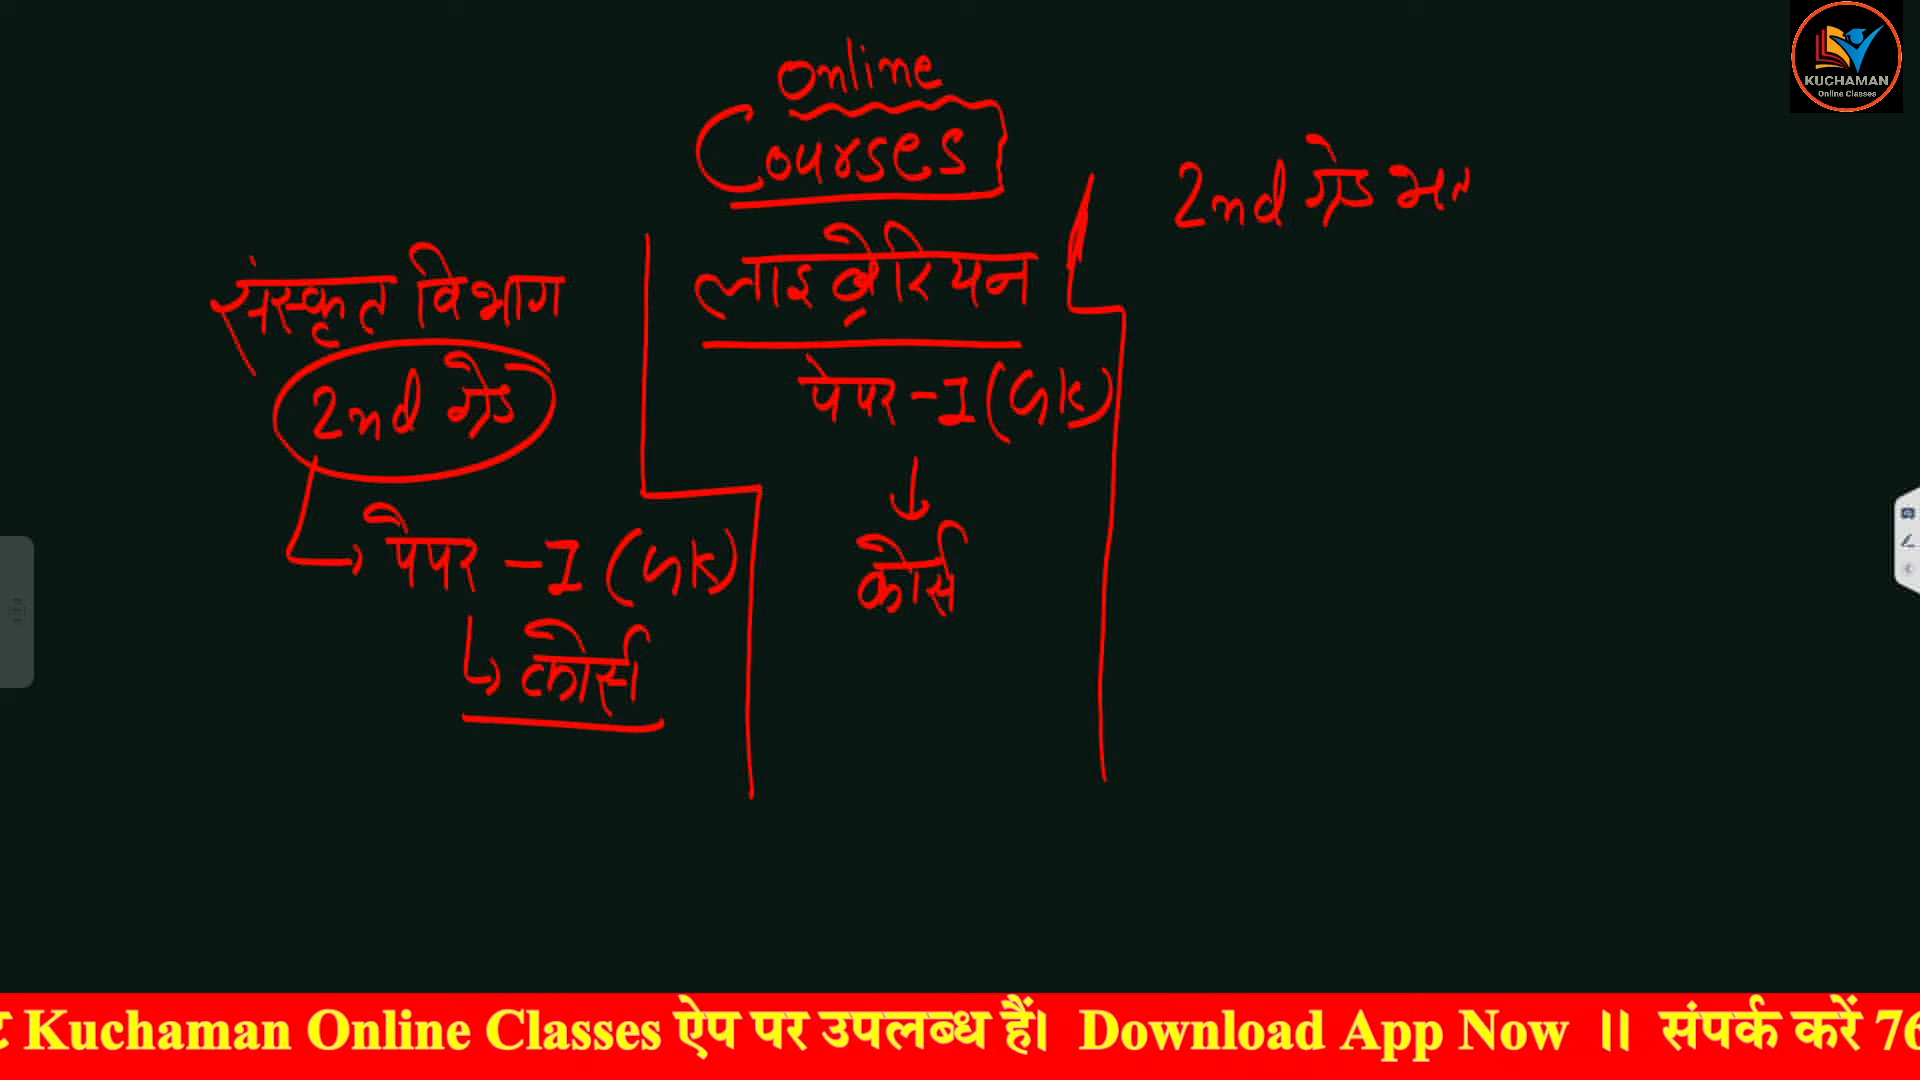 Online
Courses
संस्कृत विभाग
2nd ग्रेड
पेपर - I (GK)
कोर्स
लाइब्रेरियन
पेपर - I (GK)
कोर्स
2nd ग्रेड
KUCHAMAN
Online Classes
Kuchaman Online Classes ऐप पर उपलब्ध हैं। Download App Now ।। संपर्क करें 76